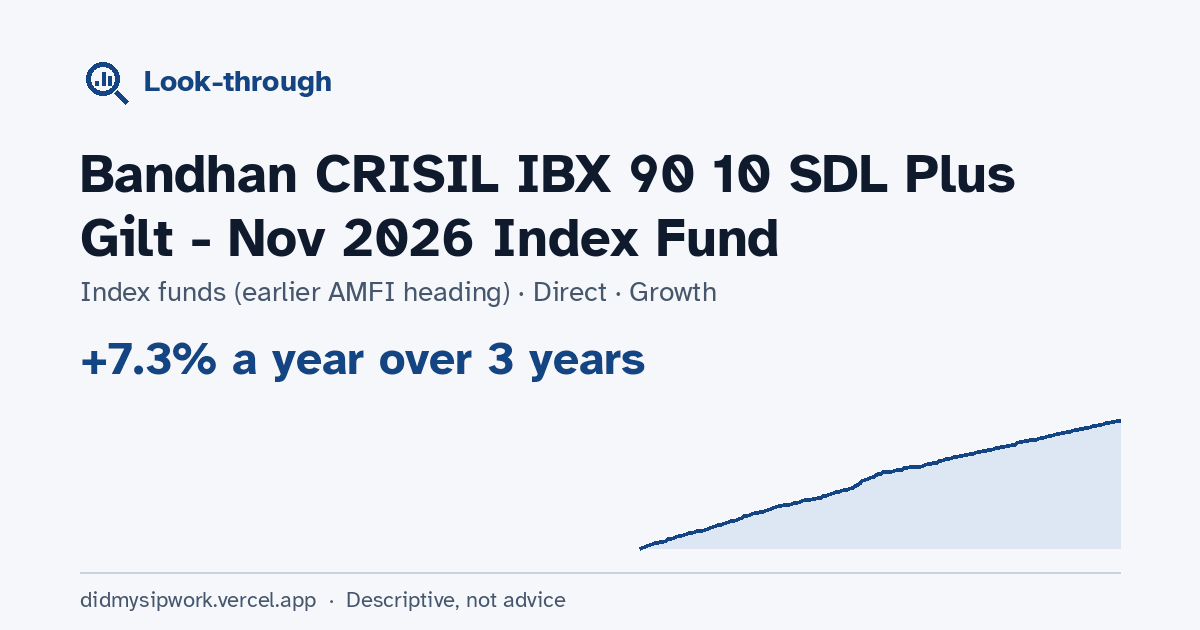 Look-through
Bandhan CRISIL IBX 90 10 SDL Plus
Gilt - Nov 2026 Index Fund
Index funds (earlier AMFI heading) · Direct · Growth
+7.3% a year over 3 years
didmysipwork.vercel.app · Descriptive, not advice